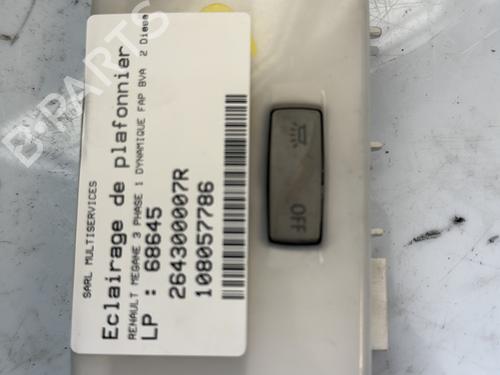 SARL MULTISERVICES
Eclairage de plafonnier
RENAULT MEGANE 3 PHASE 1 DYNAMIQUE FAP BVA 2 Diese
LP : 68645
264300007R
108057786
OFF
B-PARTS